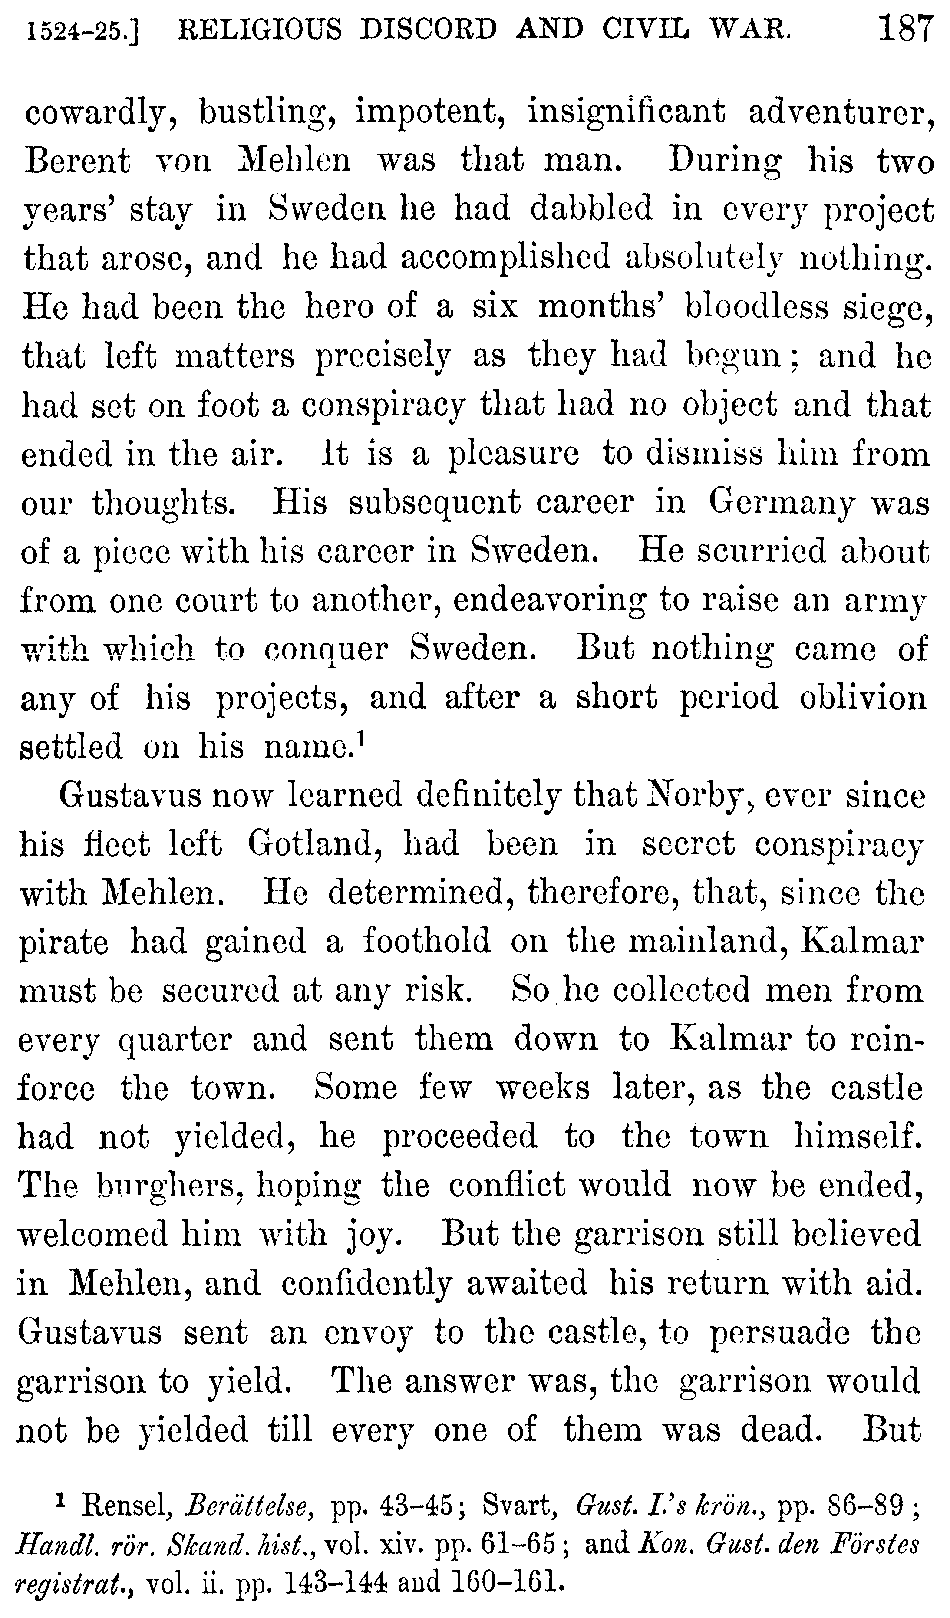 1524-25.] RELIGIOUS DISCORD AND CIVIL WAR. 187
cowardly, bustling, impotent, insignificant adventurer,
Berent von Mehlen was that man. During his two
years' stay in Sweden he had dabbled in every project
that arose, and he had accomplished absolutely nothing.
He had been the hero of a six months' bloodless siege,
that left matters precisely as they had begun; and he
had set on foot a conspiracy that had no object and that
ended in the air. It is a pleasure to dismiss him from
our thoughts. His subsequent career in Germany was
of a piece with his career in Sweden. He scurried about
from one court to another, endeavoring to raise an army
with which to conquer Sweden. But nothing came of
any of his projects, and after a short period oblivion
settled on his name.¹
Gustavus now learned definitely that Norby, ever since
his fleet left Gotland, had been in secret conspiracy
with Mehlen. He determined, therefore, that, since the
pirate had gained a foothold on the mainland, Kalmar
must be secured at any risk. So he collected men from
every quarter and sent them down to Kalmar to rein-
force the town. Some few weeks later, as the castle
had not yielded, he proceeded to the town himself.
The burghers, hoping the conflict would now be ended,
welcomed him with joy. But the garrison still believed
in Mehlen, and confidently awaited his return with aid.
Gustavus sent an envoy to the castle, to persuade the
garrison to yield. The answer was, the garrison would
not be yielded till every one of them was dead. But
¹ Rensel, Berättelse, pp. 43-45; Svart, Gust. I.'s krön., pp. 86-89;
Handl. rör. Skand. hist., vol. xiv. pp. 61-65; and Kon. Gust. den Förstes
registrat., vol. ii. pp. 143-144 and 160-161.